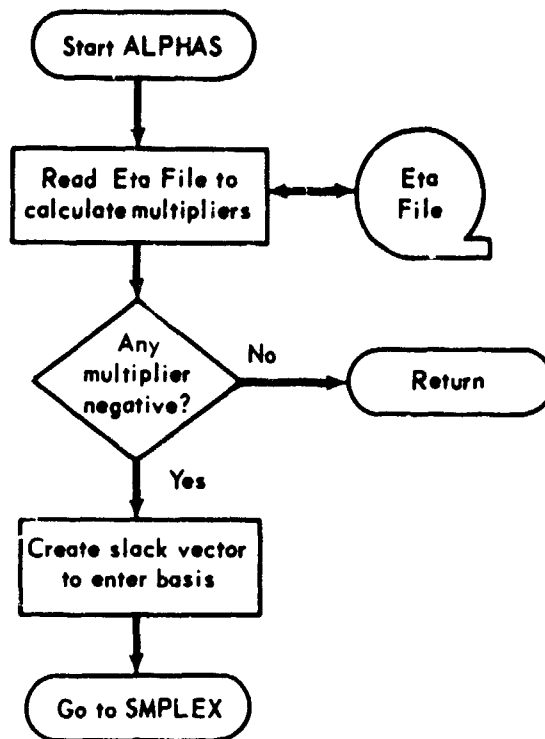 Start ALPHAS
Read Eta File to
calculate multipliers
Eta
File
Any
multiplier
negative?
No
Return
Yes
Create slack vector
to enter basis
Go to SMPLEX